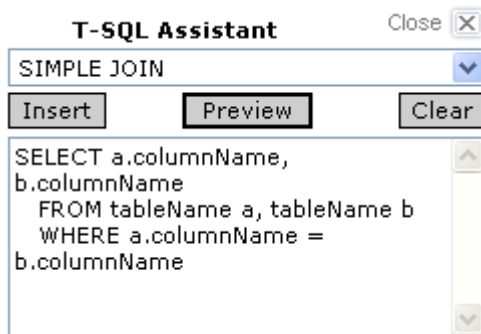 T-SQL Assistant
Close
SIMPLE JOIN
Insert Preview Clear
SELECT a.columnName,
b.columnName
FROM tableName a, tableName b
WHERE a.columnName =
b.columnName